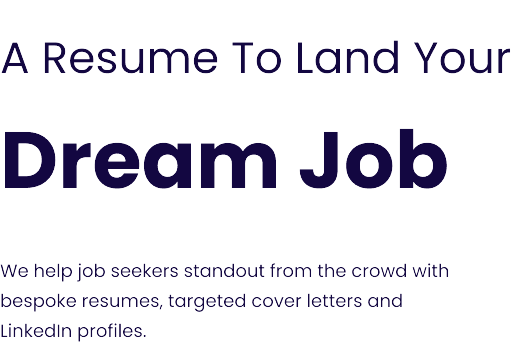 A Resume To Land Your
Dream Job
We help job seekers standout from the crowd with
bespoke resumes, targeted cover letters and
LinkedIn profiles.